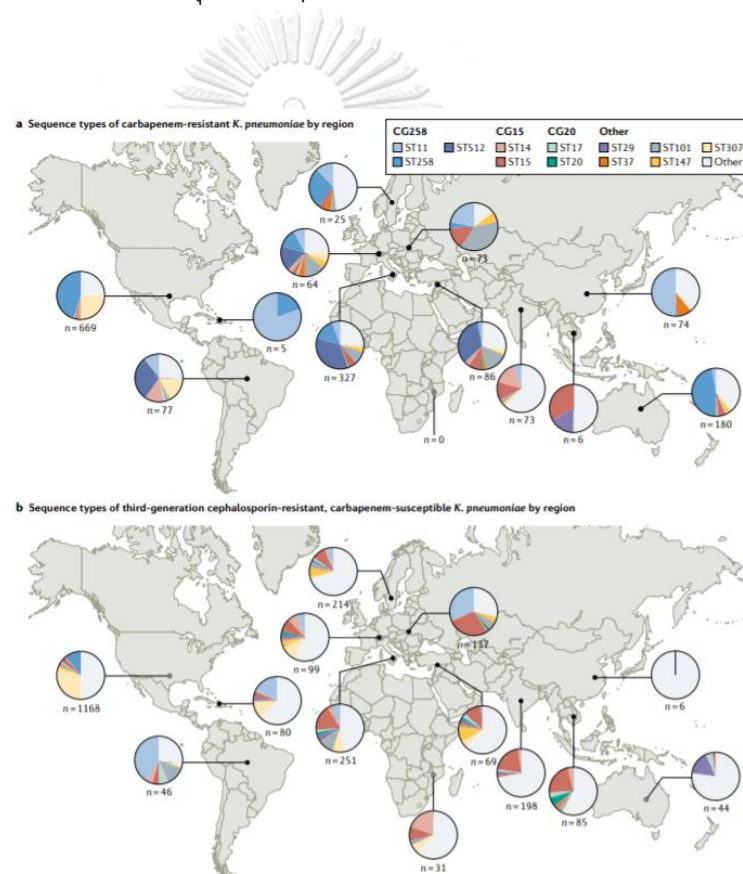 a Sequence types of carbapenem-resistant K. pneumoniae by region
CG258 CG15 CG20 Other
ST11 ST512 ST14 ST17 ST29 ST101 ST307
ST258 ST15 ST20 ST37 ST147 Other
n=25
n=73
n=64
n=669
n=5
n=74
n=77
n=327
n=86
n=73
n=6
n=180
n=0
b Sequence types of third-generation cephalosporin-resistant, carbapenem-susceptible K. pneumoniae by region
n=214
n=99
n=137
n=1168
n=80
n=6
n=46
n=251
n=69
n=198
n=85
n=44
n=31